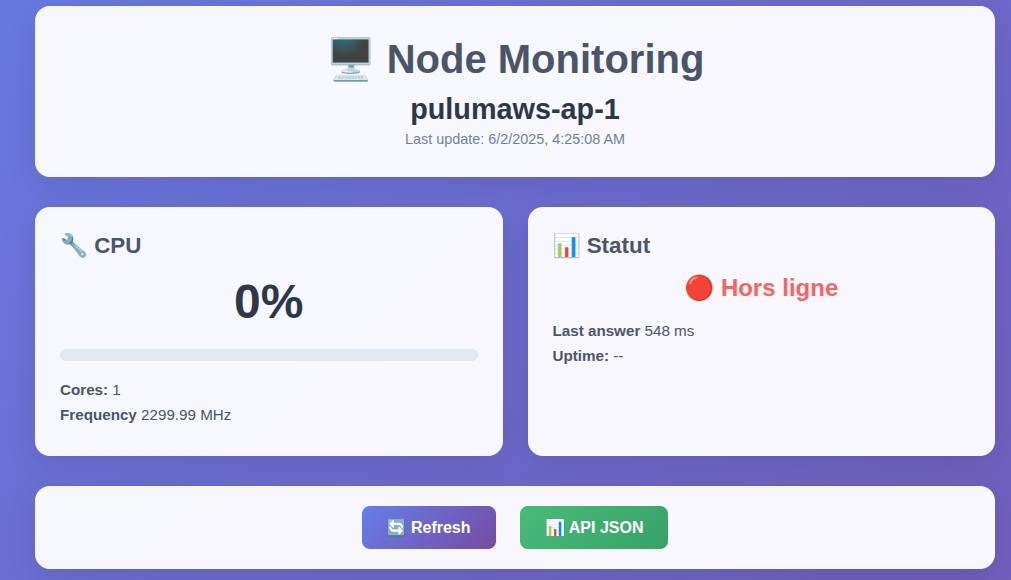 Node Monitoring
pulumaws-ap-1
Last update: 6/2/2025, 4:25:08 AM
CPU
0%
Cores: 1
Frequency 2299.99 MHz
Statut
Hors ligne
Last answer 548 ms
Uptime: --
Refresh
API JSON